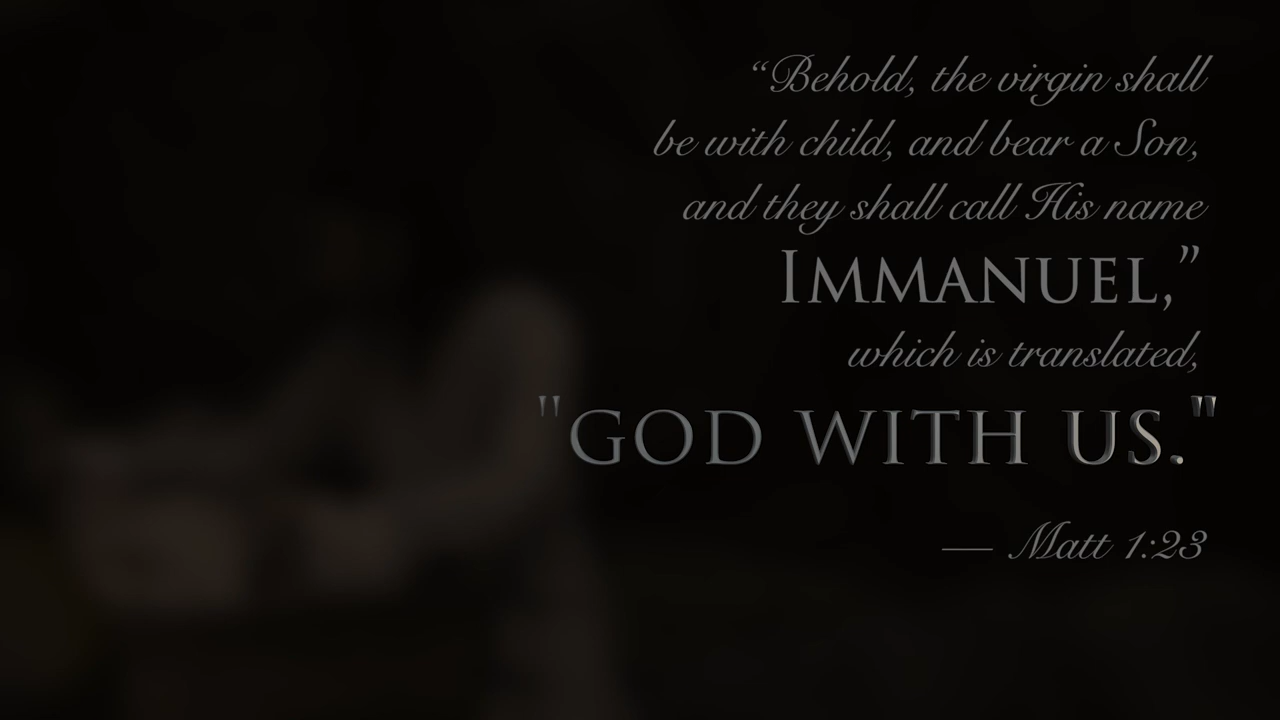 “Behold, the virgin shall
be with child, and bear a Son,
and they shall call His name
IMMANUEL,”
which is translated,
"GOD WITH US."
— Matt 1:23